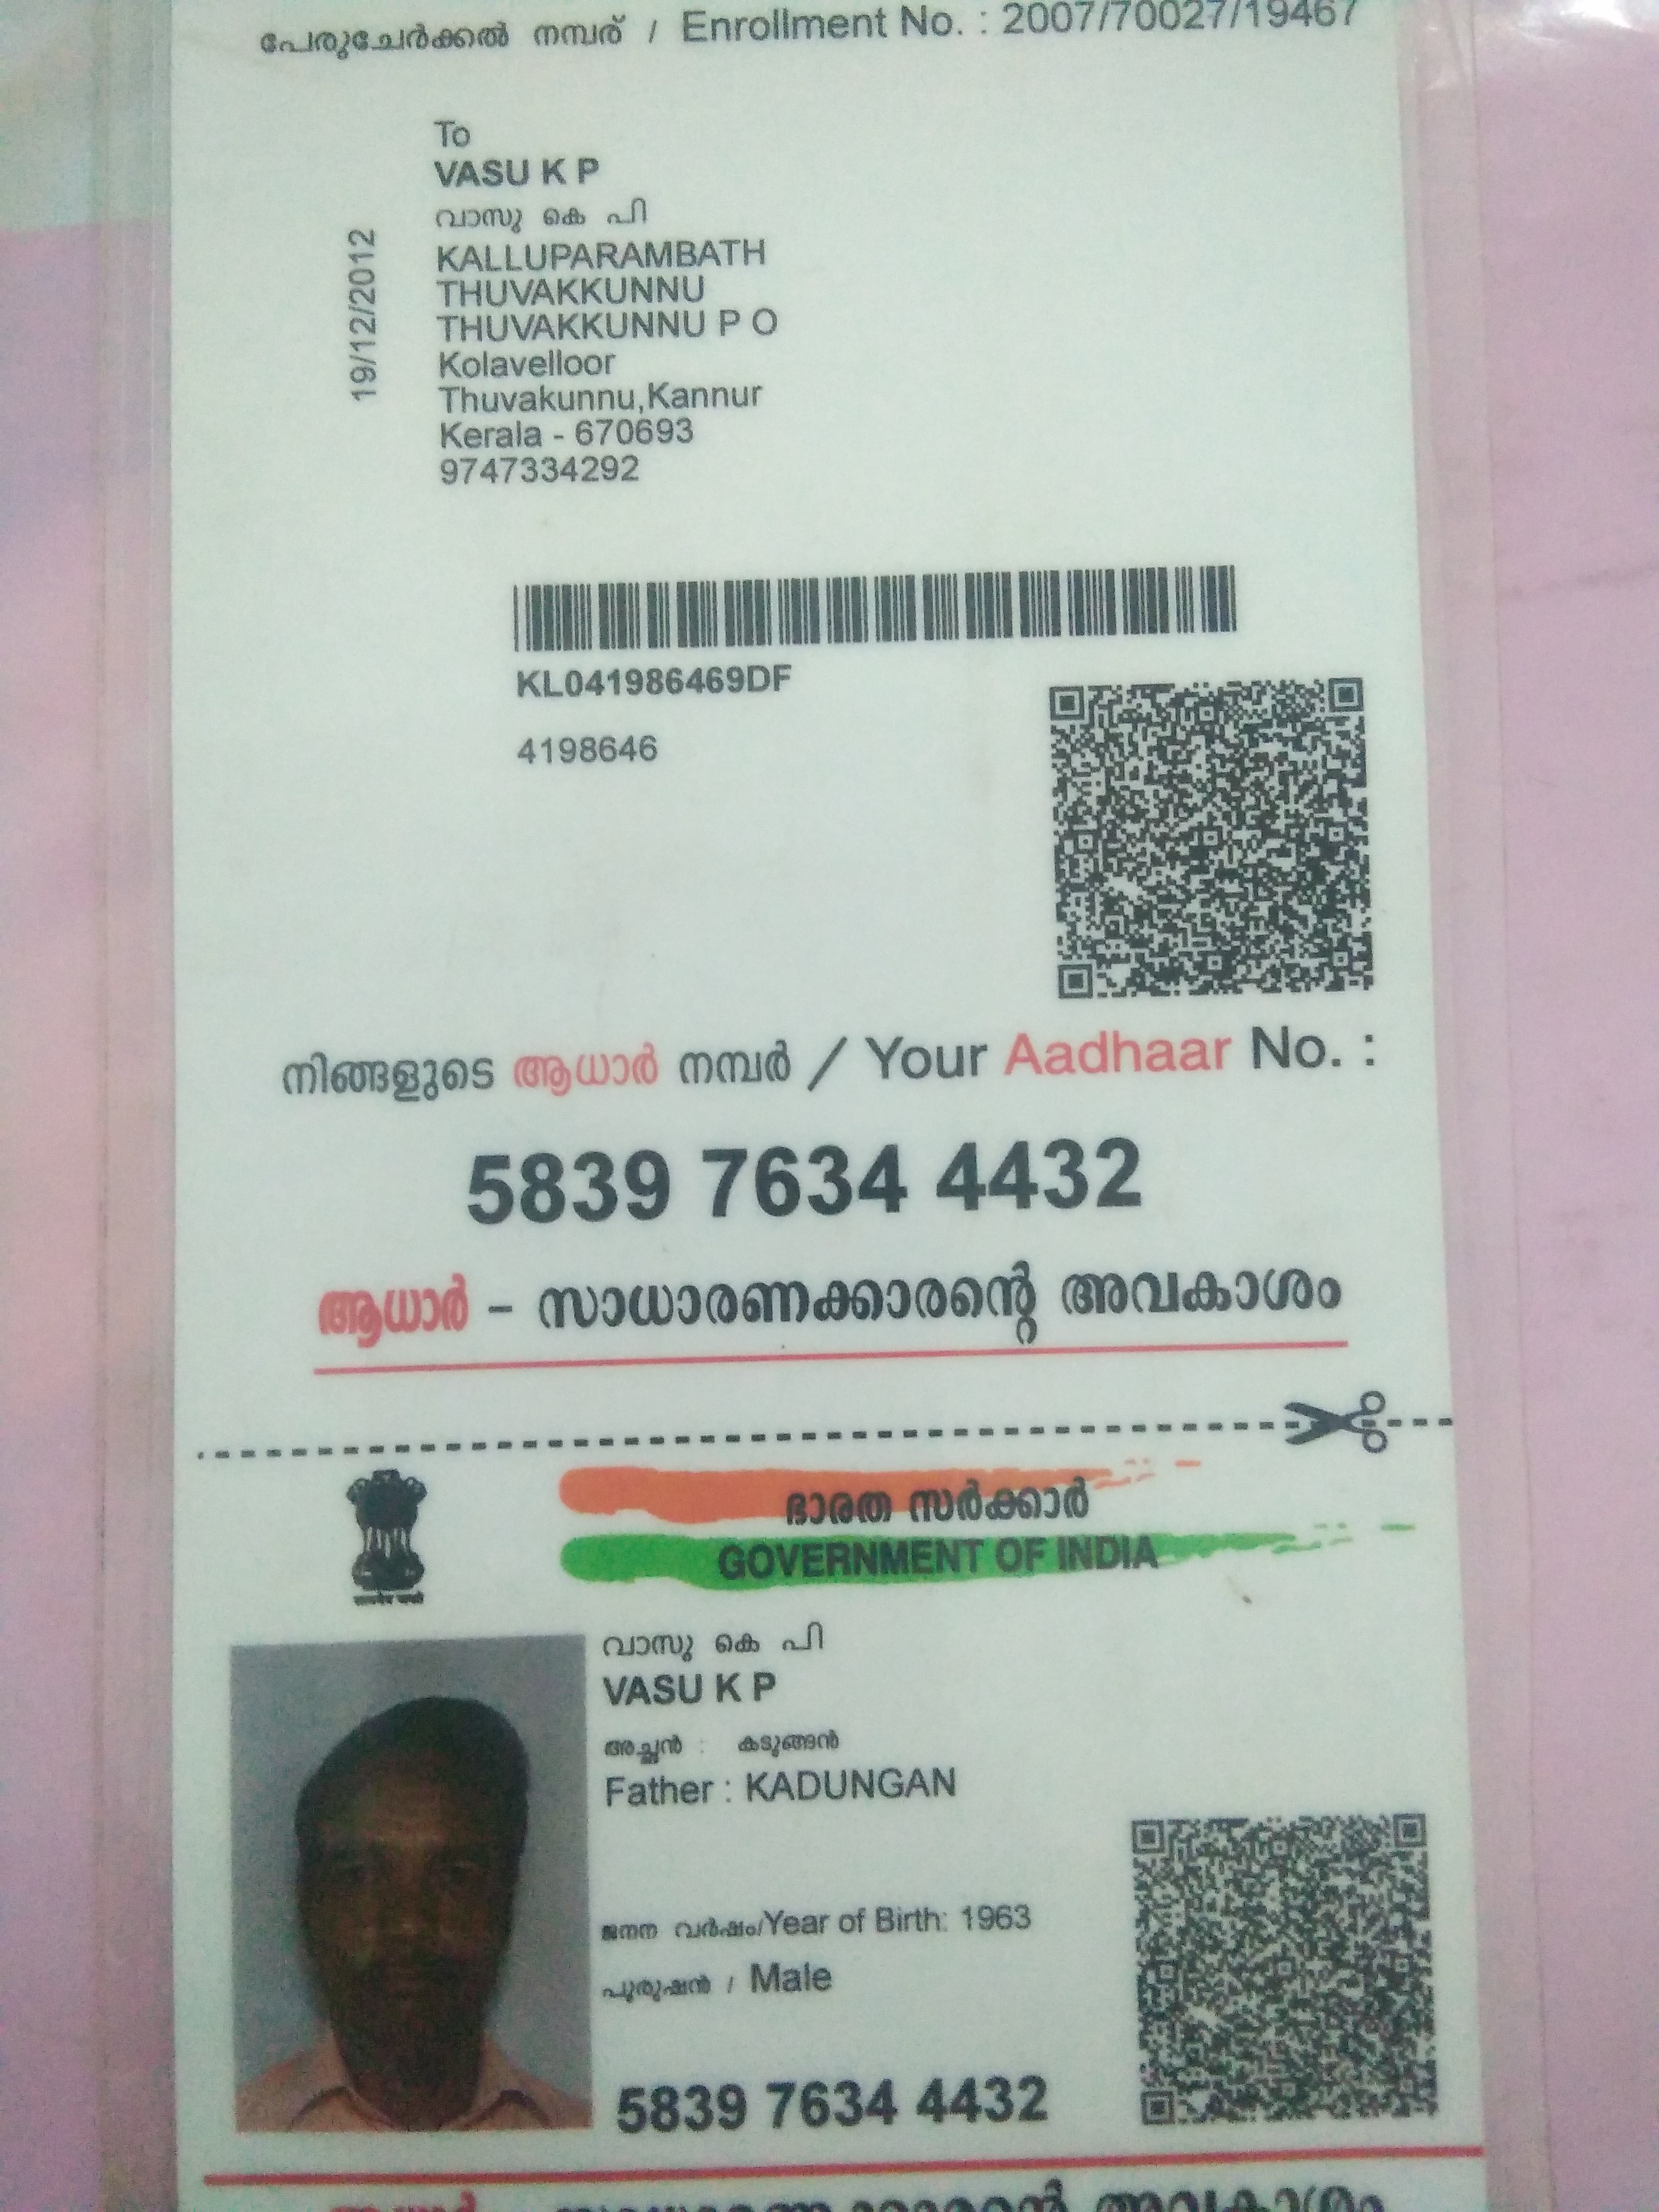 പേരുചേർക്കൽ നമ്പര് / Enrollment No. : 2007/70027/19467
To
VASU K P
വാസു കെ പി
KALLUPARAMBATH
THUVAKKUNNU
THUVAKKUNNU P O
Kolavelloor
Thuvakunnu,Kannur
Kerala - 670693
9747334292
19/12/2012
KL041986469DF
4198646
നിങ്ങളുടെ ആധാർ നമ്പർ / Your Aadhaar No. :
5839 7634 4432
ആധാർ – സാധാരണക്കാരന്റെ അവകാശം
ഭാരത സർക്കാർ
GOVERNMENT OF INDIA
വാസു കെ പി
VASU K P
അച്ഛൻ : കടുങ്ങൻ
Father : KADUNGAN
ജനന വർഷം/Year of Birth: 1963
പുരുഷൻ / Male
5839 7634 4432